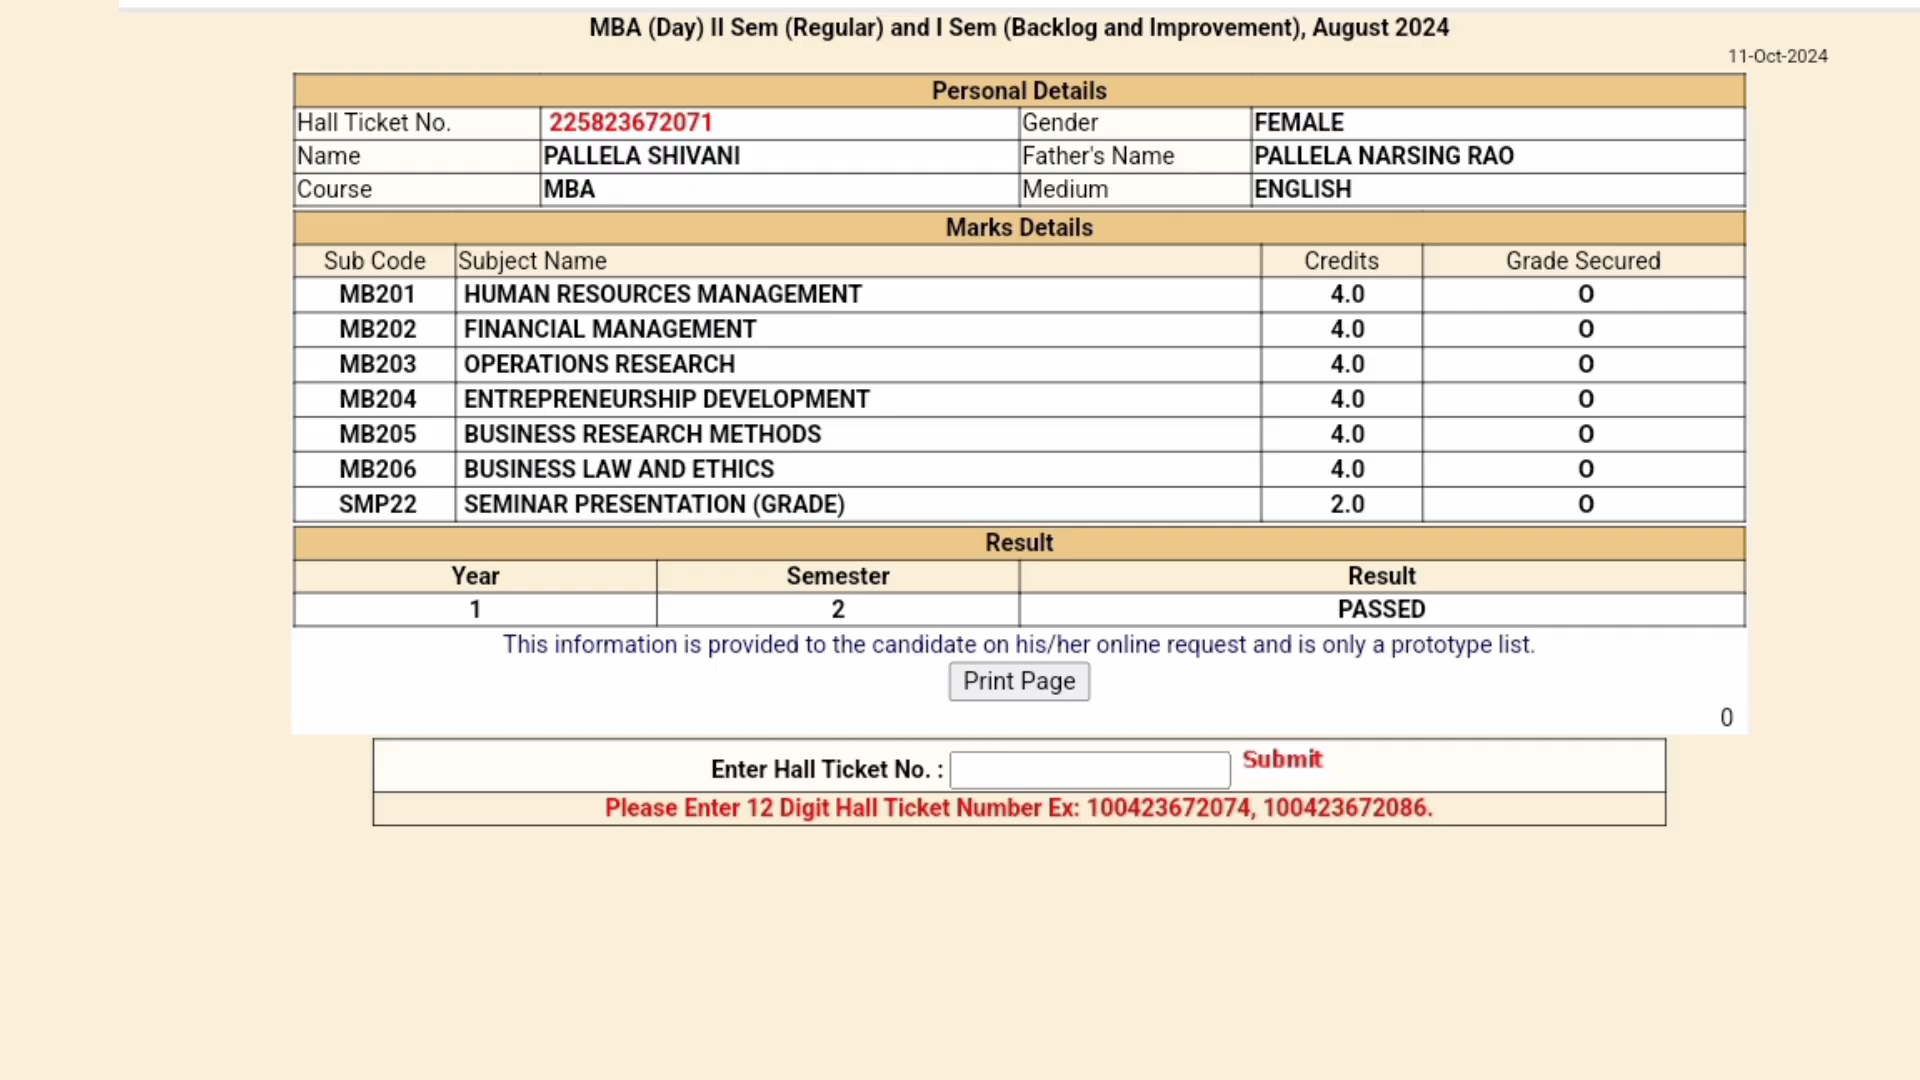 MBA (Day) II Sem (Regular) and I Sem (Backlog and Improvement), August 2024
11-Oct-2024
Personal Details
Hall Ticket No. 225823672071 Gender FEMALE
Name PALLELA SHIVANI Father's Name PALLELA NARSING RAO
Course MBA Medium ENGLISH
Marks Details
Sub Code Subject Name Credits Grade Secured
MB201 HUMAN RESOURCES MANAGEMENT 4.0 O
MB202 FINANCIAL MANAGEMENT 4.0 O
MB203 OPERATIONS RESEARCH 4.0 O
MB204 ENTREPRENEURSHIP DEVELOPMENT 4.0 O
MB205 BUSINESS RESEARCH METHODS 4.0 O
MB206 BUSINESS LAW AND ETHICS 4.0 O
SMP22 SEMINAR PRESENTATION (GRADE) 2.0 O
Result
Year Semester Result
1 2 PASSED
This information is provided to the candidate on his/her online request and is only a prototype list.
Print Page
0
Enter Hall Ticket No. : Submit
Please Enter 12 Digit Hall Ticket Number Ex: 100423672074, 100423672086.